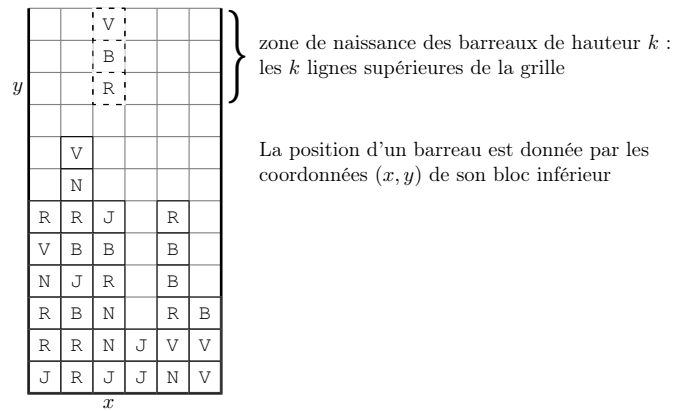 V
B
R
y
zone de naissance des barreaux de hauteur k :
les k lignes supérieures de la grille
V
N
La position d'un barreau est donnée par les
coordonnées (x, y) de son bloc inférieur
R R J R
V B B B
N J R B
R B N R B
R R N J V V
J R J J N V
x